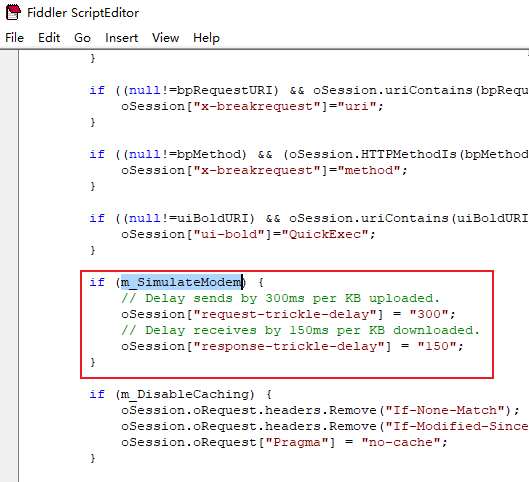 Fiddler ScriptEditor
File Edit Go Insert View Help
}
if ((null!=bpRequestURI) && oSession.uriContains(bpRequ
oSession["x-breakrequest"]="uri";
}
if ((null!=bpMethod) && (oSession.HTTPMethodIs(bpMethod
oSession["x-breakrequest"]="method";
}
if ((null!=uiBoldURI) && oSession.uriContains(uiBoldURI
oSession["ui-bold"]="QuickExec";
}
if (m_SimulateModem) {
// Delay sends by 300ms per KB uploaded.
oSession["request-trickle-delay"] = "300";
// Delay receives by 150ms per KB downloaded.
oSession["response-trickle-delay"] = "150";
}
if (m_DisableCaching) {
oSession.oRequest.headers.Remove("If-None-Match");
oSession.oRequest.headers.Remove("If-Modified-Since
oSession.oRequest["Pragma"] = "no-cache";
}